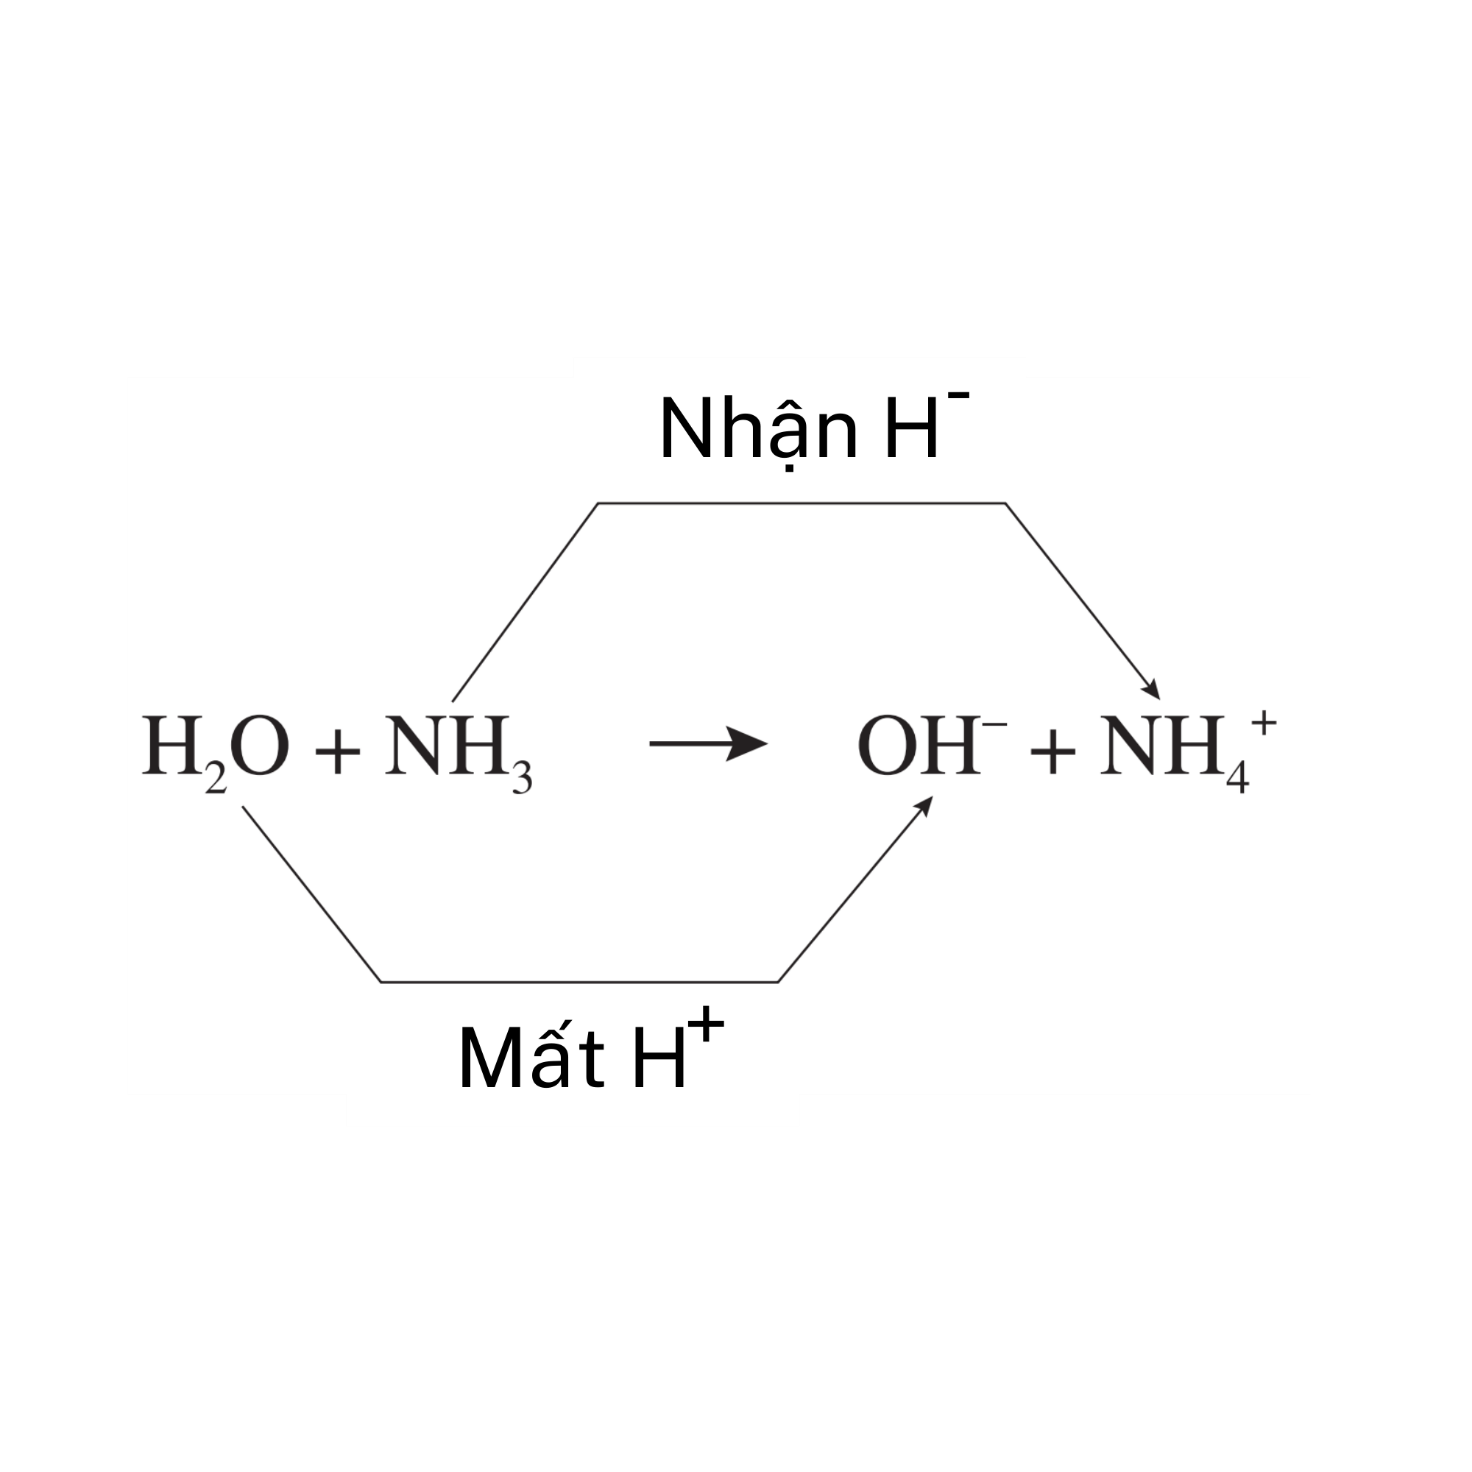 Nhận H⁻
H₂O + NH₃ → OH⁻ + NH₄⁺
Mất H⁺